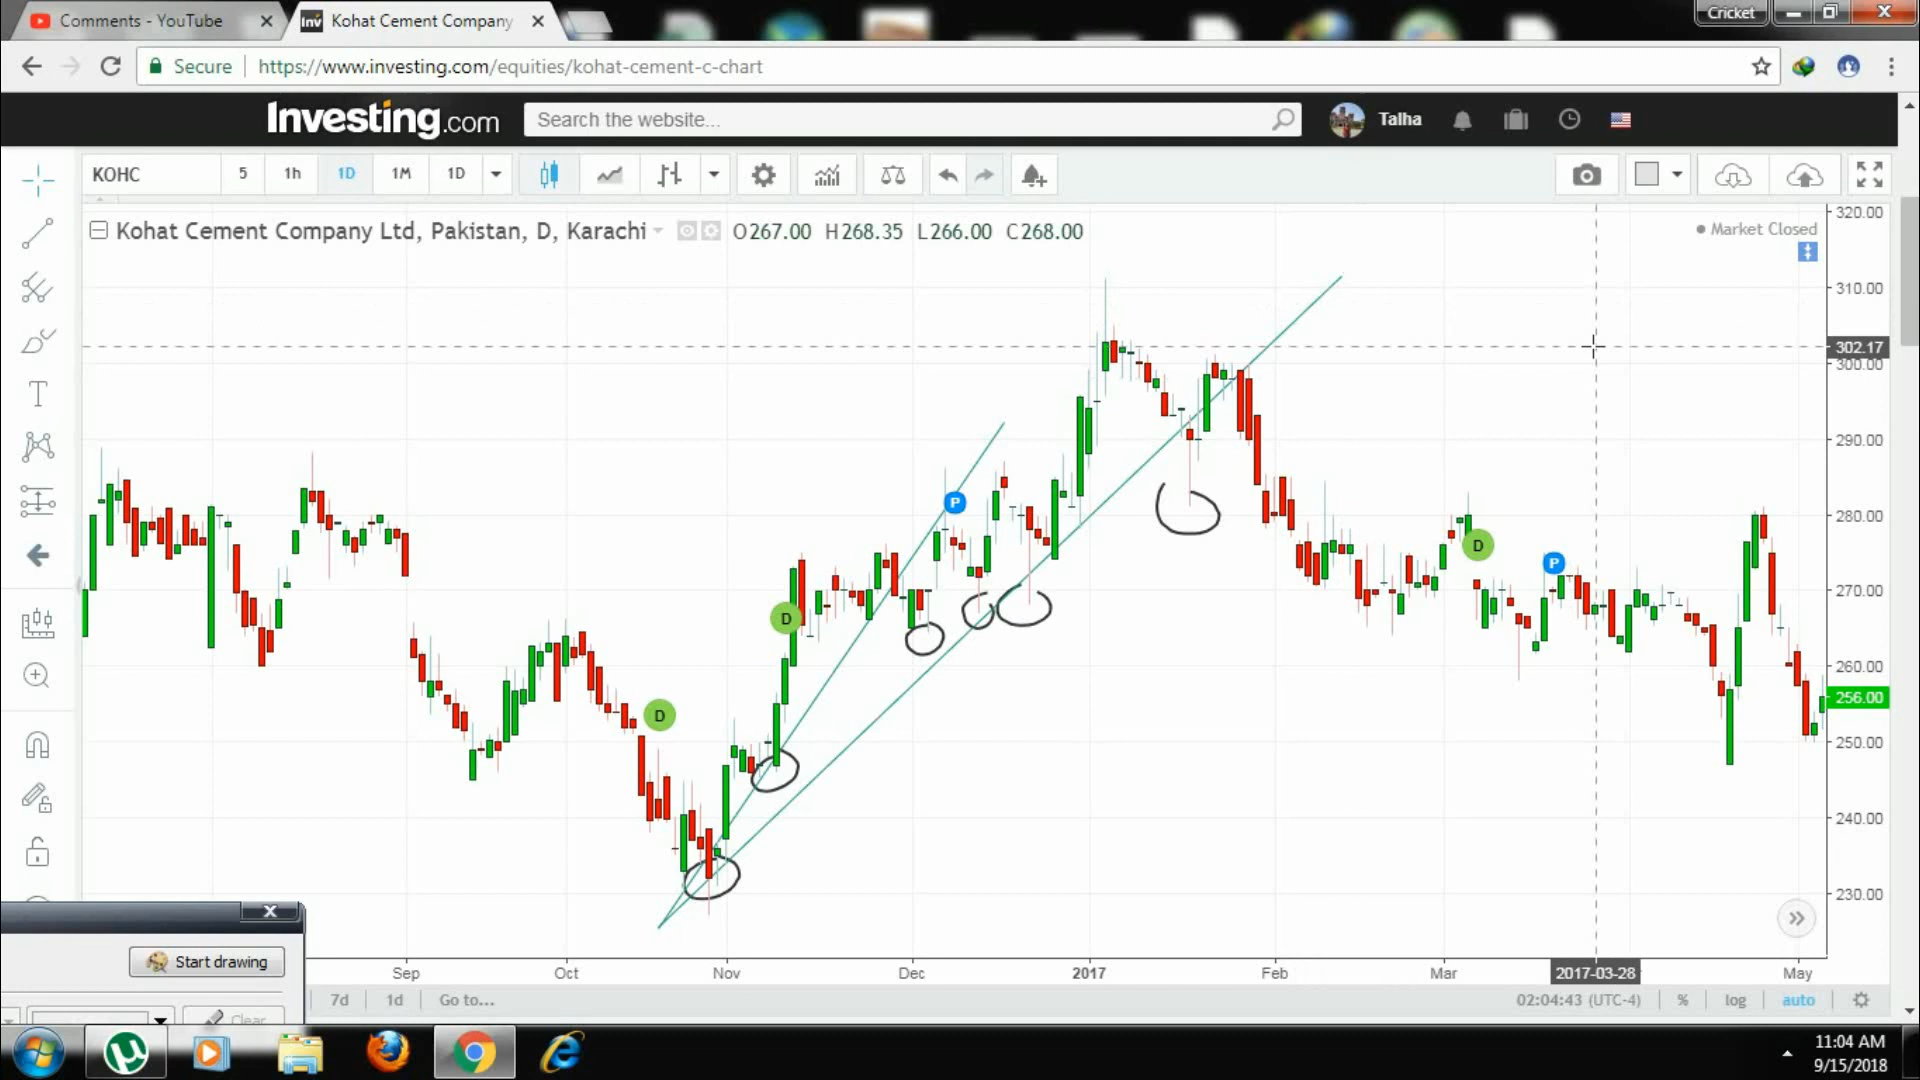 Comments - YouTube
Kohat Cement Company
Cricket
Secure
https://www.investing.com/equities/kohat-cement-c-chart
Investing.com
Search the website...
Talha
KOHC
5
1h
1D
1M
1D
Kohat Cement Company Ltd, Pakistan, D, Karachi
O267.00 H268.35 L266.00 C268.00
Market Closed
320.00
310.00
302.17
300.00
290.00
280.00
270.00
260.00
256.00
250.00
240.00
230.00
P
D
D
D
P
Sep
Oct
Nov
Dec
2017
Feb
Mar
2017-03-28
May
Start drawing
Clear
7d
1d
Go to...
02:04:43 (UTC-4)
%
log
auto
11:04 AM
9/15/2018